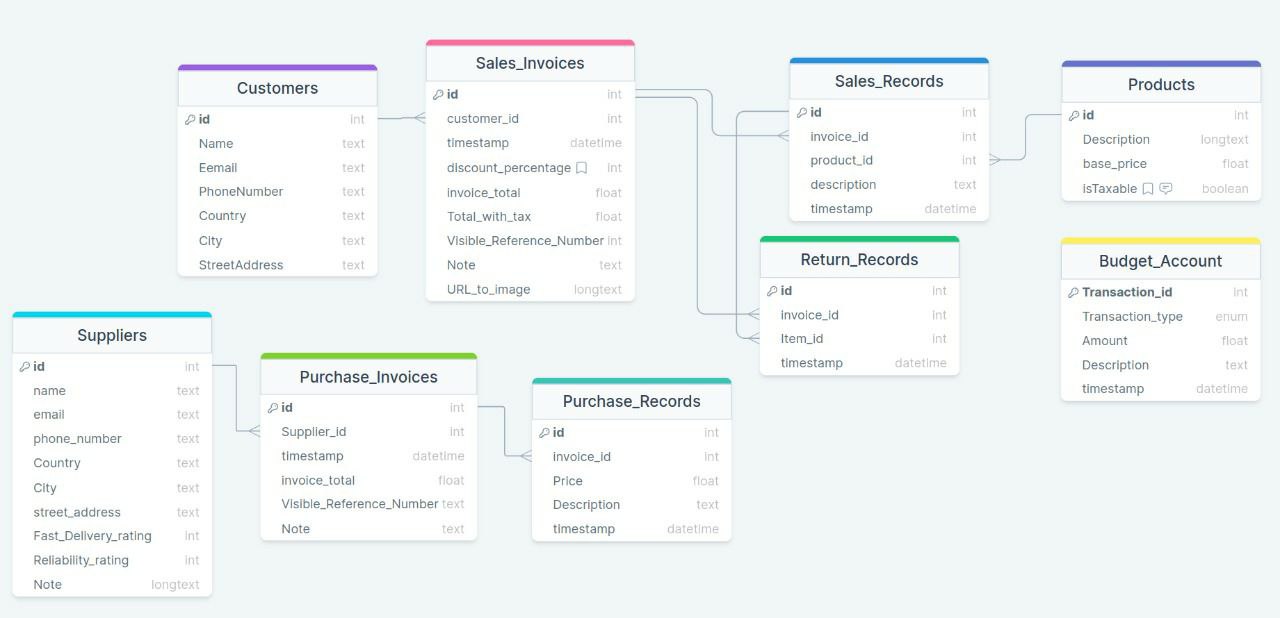 Customers
id int
Name text
Eemail text
PhoneNumber text
Country text
City text
StreetAddress text
Sales_Invoices
id int
customer_id int
timestamp datetime
discount_percentage int
invoice_total float
Total_with_tax float
Visible_Reference_Number int
Note text
URL_to_image longtext
Sales_Records
id int
invoice_id int
product_id int
description text
timestamp datetime
Products
id int
Description longtext
base_price float
isTaxable boolean
Return_Records
id int
invoice_id int
Item_id int
timestamp datetime
Budget_Account
Transaction_id int
Transaction_type enum
Amount float
Description text
timestamp datetime
Suppliers
id int
name text
email text
phone_number text
Country text
City text
street_address text
Fast_Delivery_rating int
Reliability_rating int
Note longtext
Purchase_Invoices
id int
Supplier_id int
timestamp datetime
invoice_total float
Visible_Reference_Number text
Note text
Purchase_Records
id int
invoice_id int
Price float
Description text
timestamp datetime